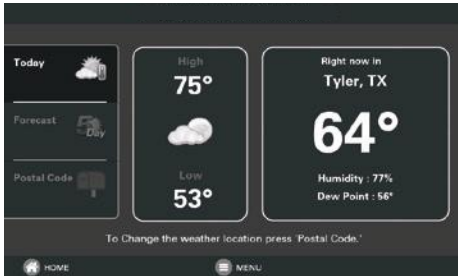 Today
Forecast
5
Day
Postal Code
High
75°
Low
53°
Right now in
Tyler, TX
64°
Humidity : 77%
Dew Point : 56°
To Change the weather location press 'Postal Code.'
HOME
MENU